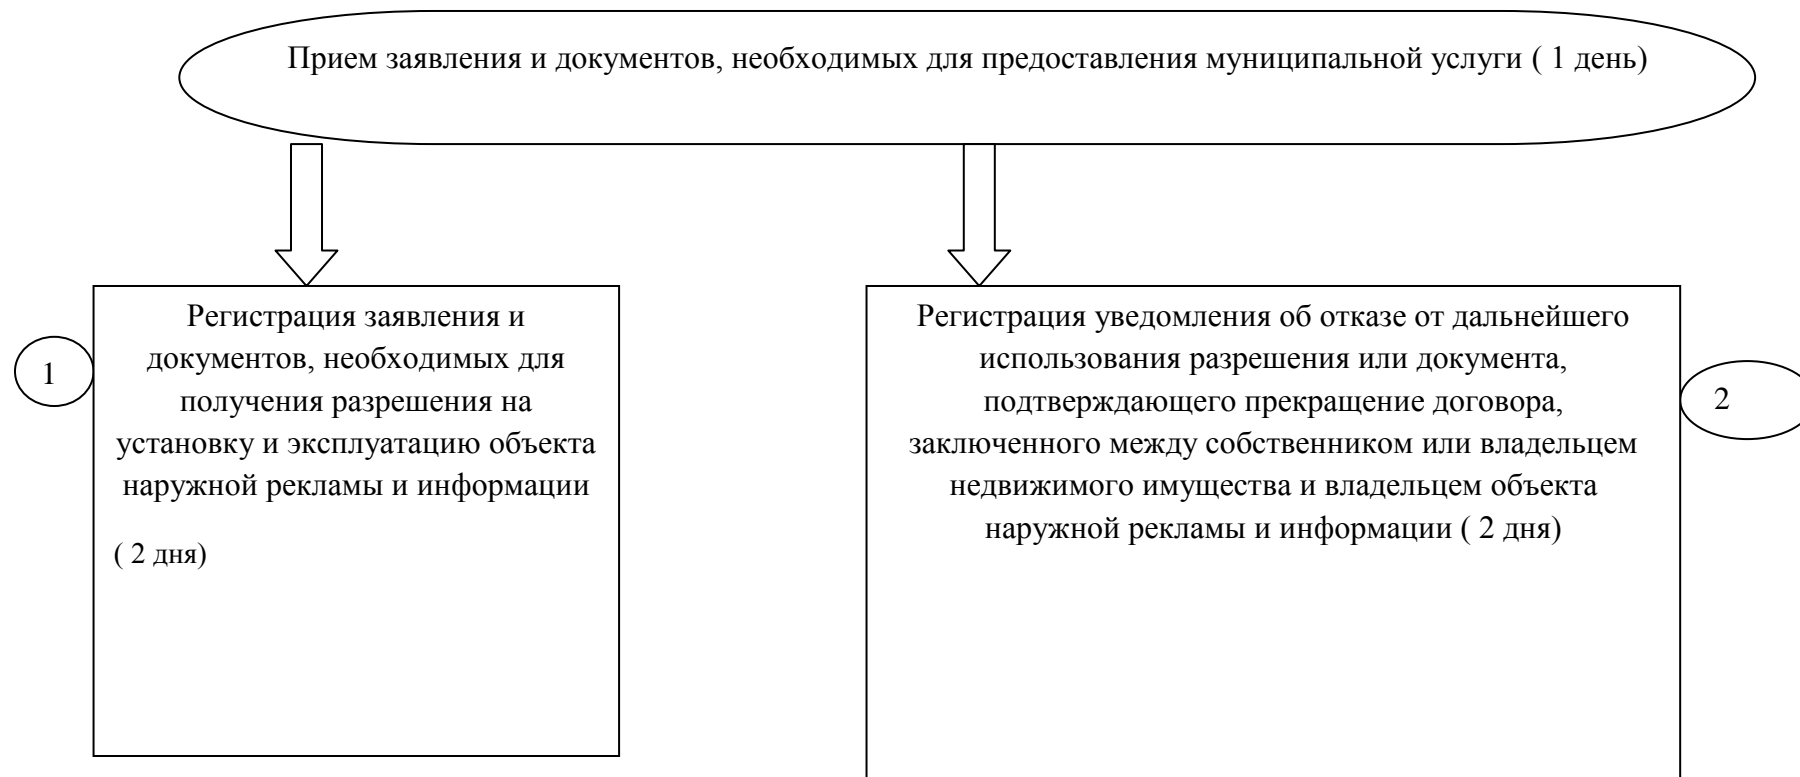 Прием заявления и документов, необходимых для предоставления муниципальной услуги ( 1 день)
1
Регистрация заявления и
документов, необходимых для
получения разрешения на
установку и эксплуатацию объекта
наружной рекламы и информации
( 2 дня)
Регистрация уведомления об отказе от дальнейшего
использования разрешения или документа,
подтверждающего прекращение договора,
заключенного между собственником или владельцем
недвижимого имущества и владельцем объекта
наружной рекламы и информации ( 2 дня)
2